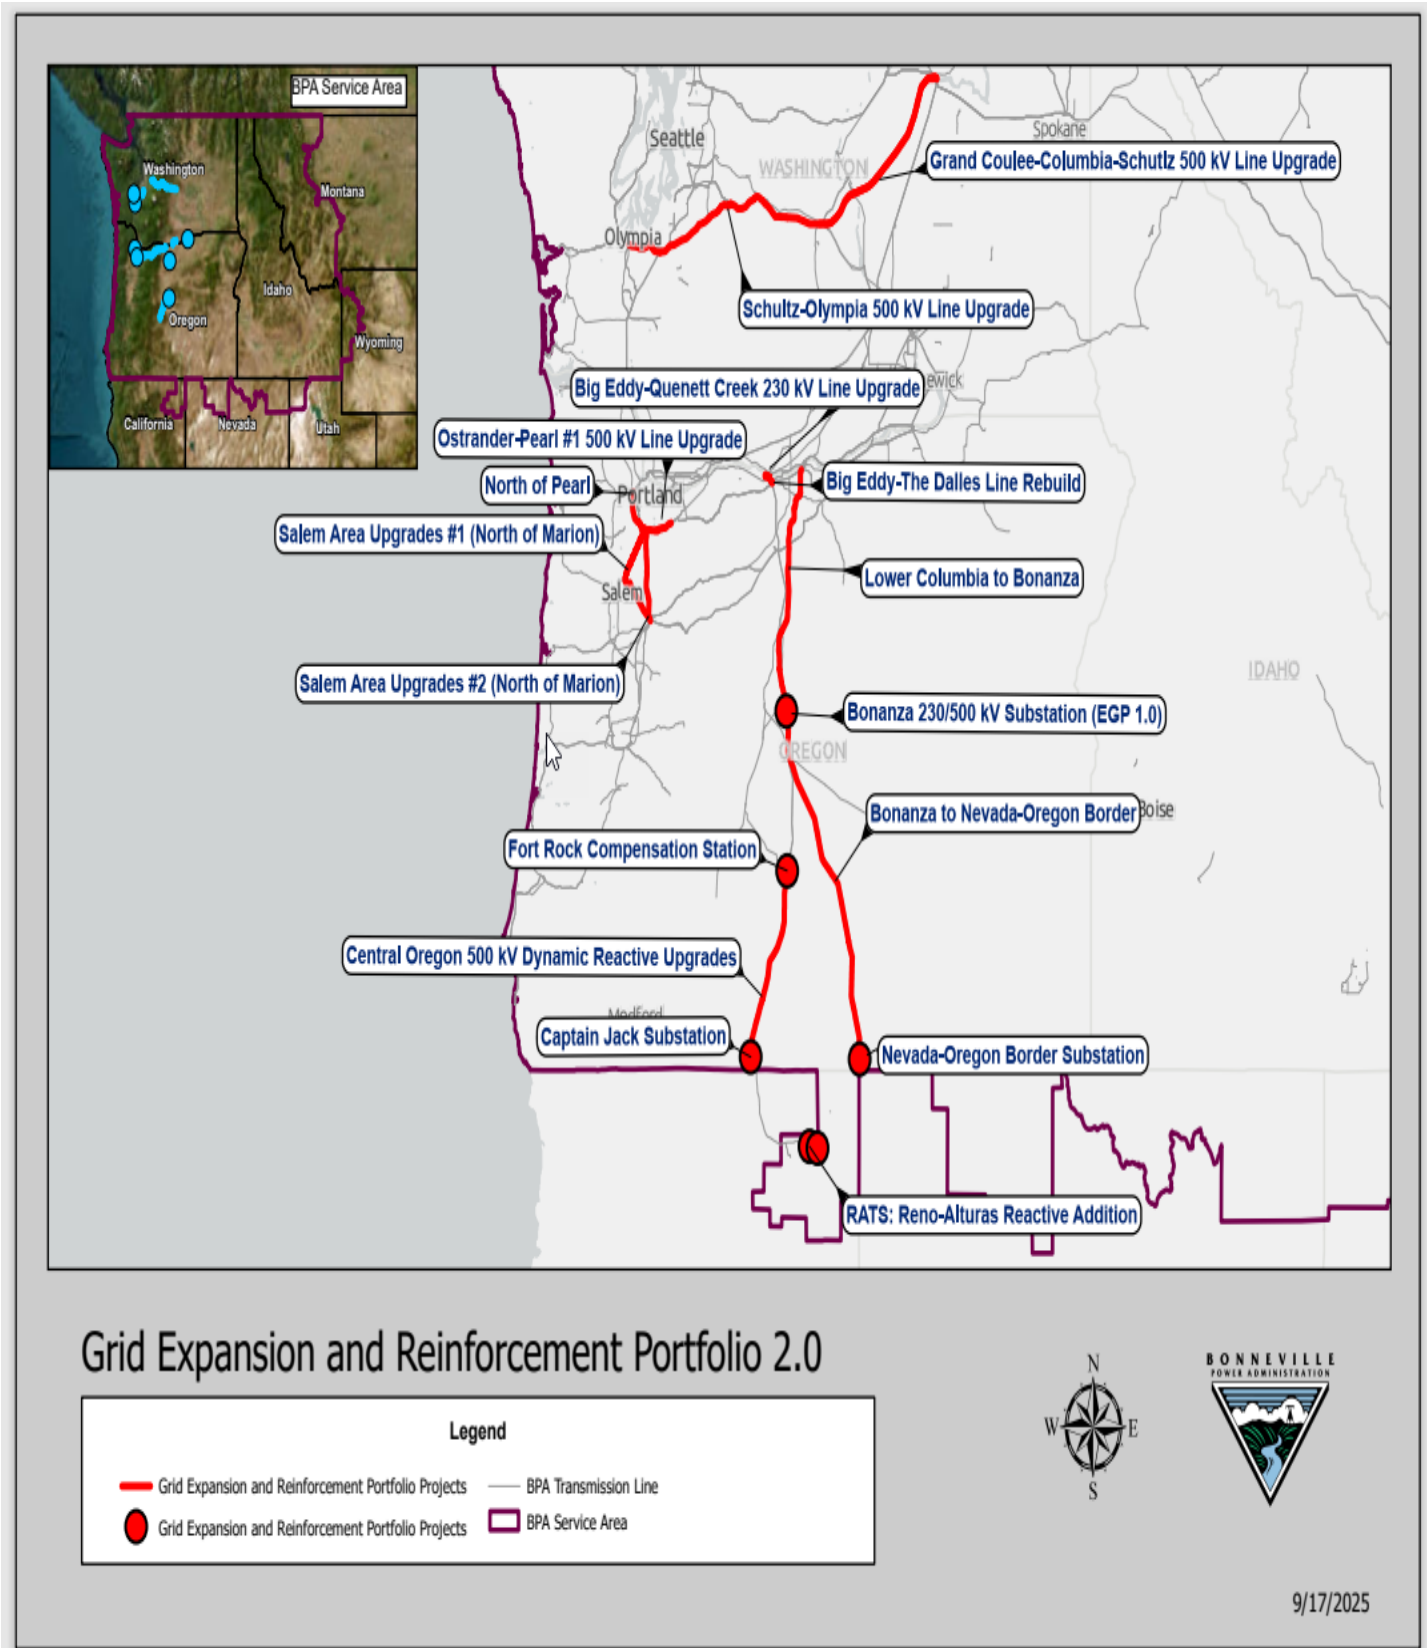 BPA Service Area
Washington
Montana
Idaho
Oregon
Wyoming
California
Nevada
Utah
Seattle
Spokane
WASHINGTON
Grand Coulee-Columbia-Schutlz 500 kV Line Upgrade
Olympia
Schultz-Olympia 500 kV Line Upgrade
Big Eddy-Quenett Creek 230 kV Line Upgrade
ewick
Ostrander-Pearl #1 500 kV Line Upgrade
North of Pearl
Portland
Big Eddy-The Dalles Line Rebuild
Salem Area Upgrades #1 (North of Marion)
Lower Columbia to Bonanza
Salem
Salem Area Upgrades #2 (North of Marion)
IDAHO
Bonanza 230/500 kV Substation (EGP 1.0)
OREGON
Bonanza to Nevada-Oregon Border
Boise
Fort Rock Compensation Station
Central Oregon 500 kV Dynamic Reactive Upgrades
Medford
Captain Jack Substation
Nevada-Oregon Border Substation
RATS: Reno-Alturas Reactive Addition
Grid Expansion and Reinforcement Portfolio 2.0
Legend
Grid Expansion and Reinforcement Portfolio Projects
BPA Transmission Line
Grid Expansion and Reinforcement Portfolio Projects
BPA Service Area
N
W E
S
BONNEVILLE
POWER ADMINISTRATION
9/17/2025